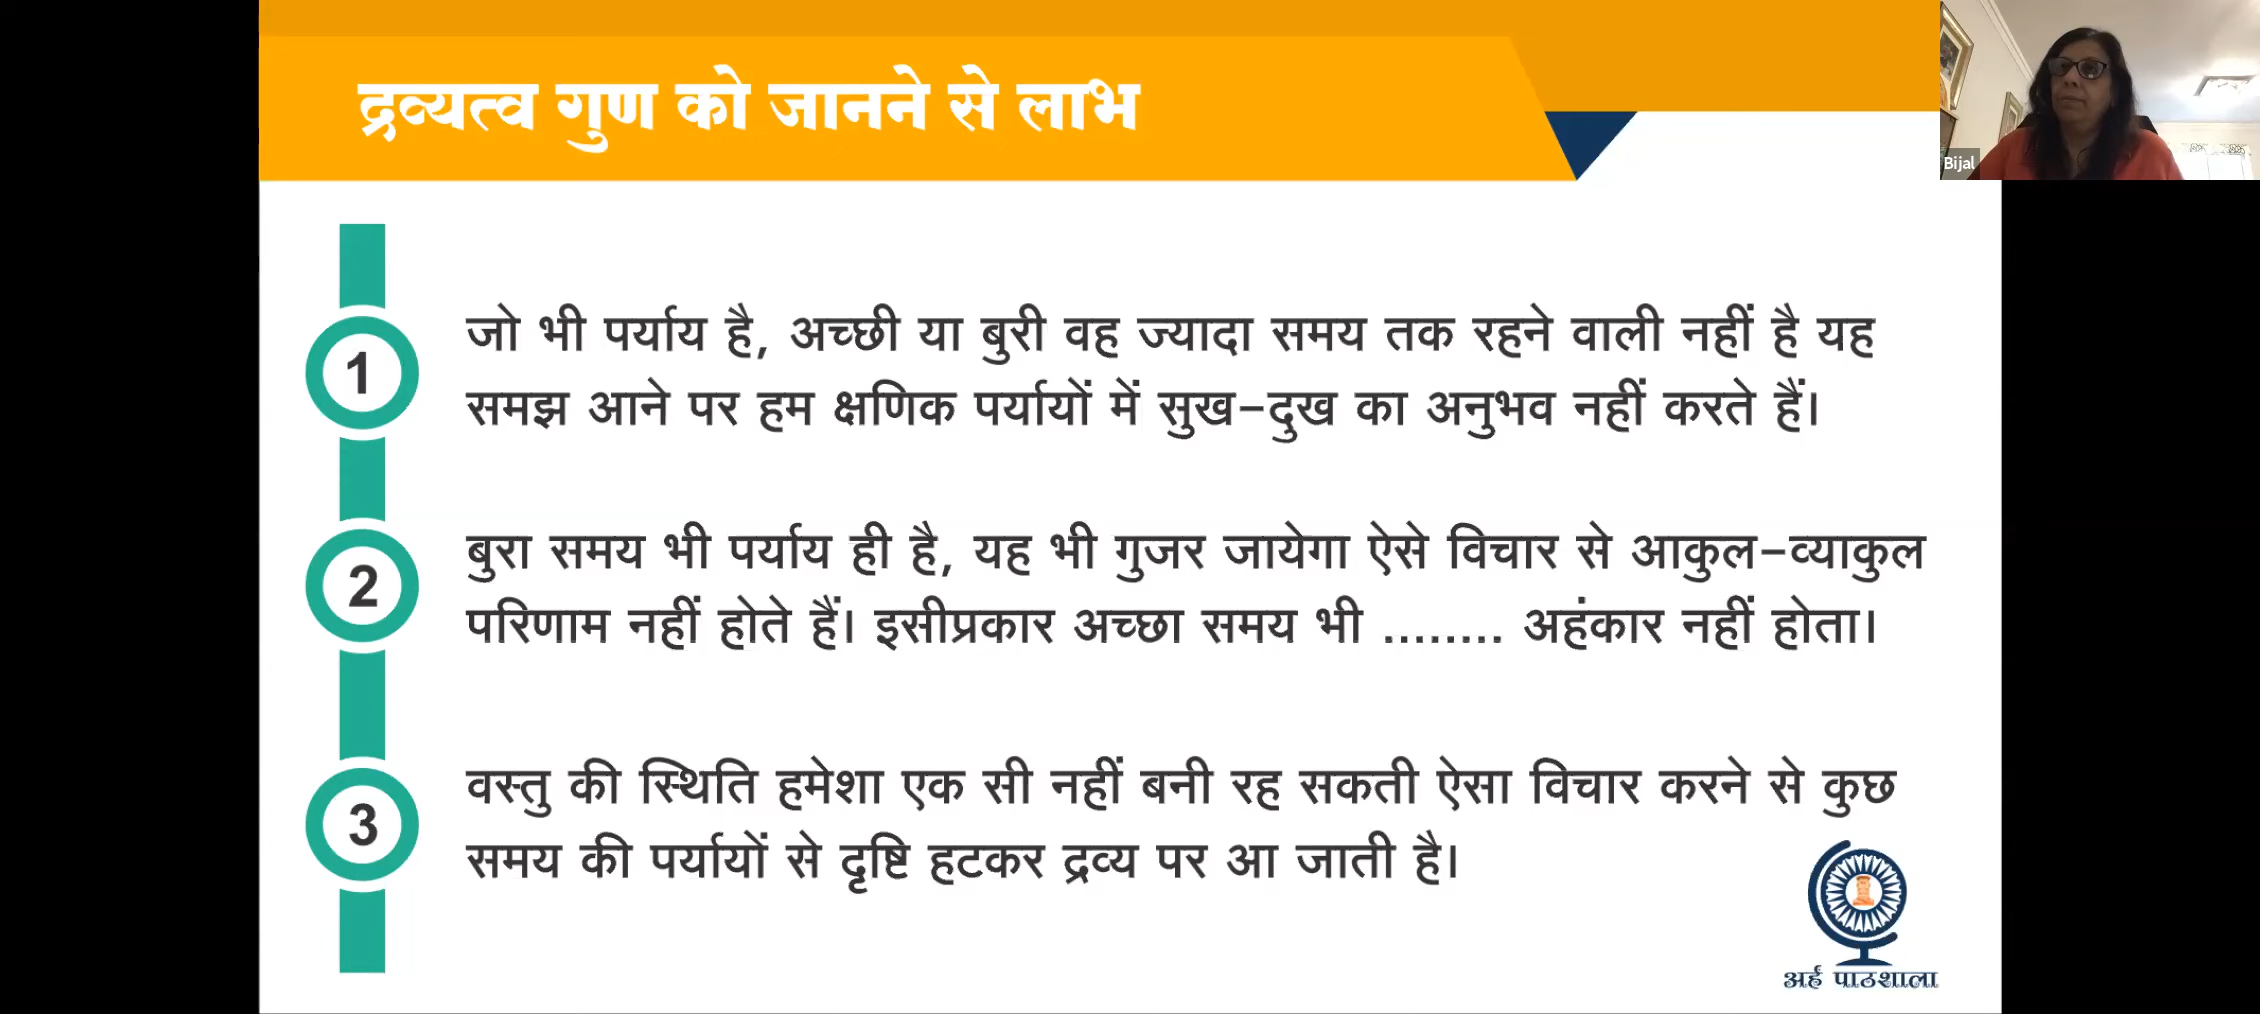 द्रव्यत्व गुण को जानने से लाभ
Bijal
1
जो भी पर्याय है, अच्छी या बुरी वह ज्यादा समय तक रहने वाली नहीं है यह
समझ आने पर हम क्षणिक पर्यायों में सुख-दुख का अनुभव नहीं करते हैं।
2
बुरा समय भी पर्याय ही है, यह भी गुजर जायेगा ऐसे विचार से आकुल-व्याकुल
परिणाम नहीं होते हैं। इसीप्रकार अच्छा समय भी ........ अहंकार नहीं होता।
3
वस्तु की स्थिति हमेशा एक सी नहीं बनी रह सकती ऐसा विचार करने से कुछ
समय की पर्यायों से दृष्टि हटकर द्रव्य पर आ जाती है।
अर्ह पाठशाला